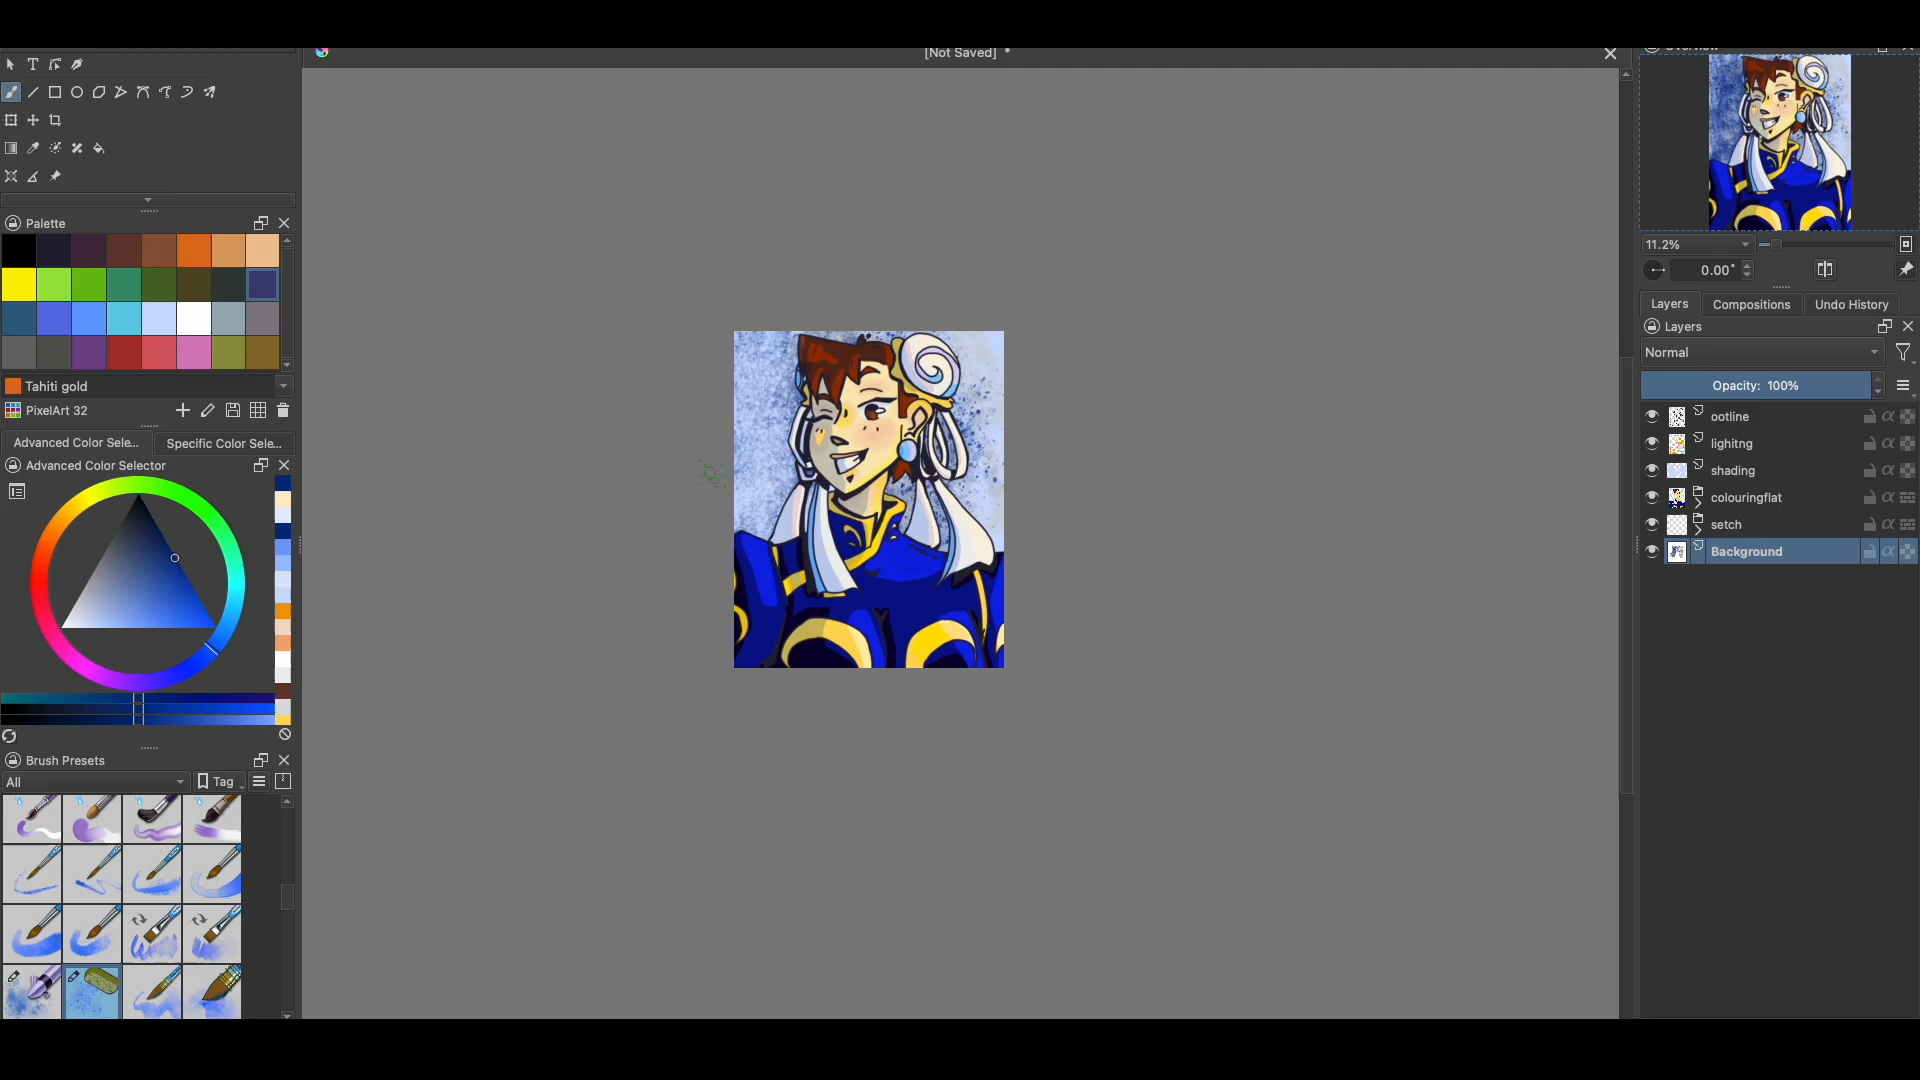 [Not Saved] *
T
Palette
Tahiti gold
PixelArt 32
Advanced Color Sele...
Specific Color Sele...
Advanced Color Selector
Brush Presets
All
Tag
11.2%
0.00°
Layers
Compositions
Undo History
Layers
Normal
Opacity: 100%
ootline
lighitng
shading
colouringflat
setch
Background